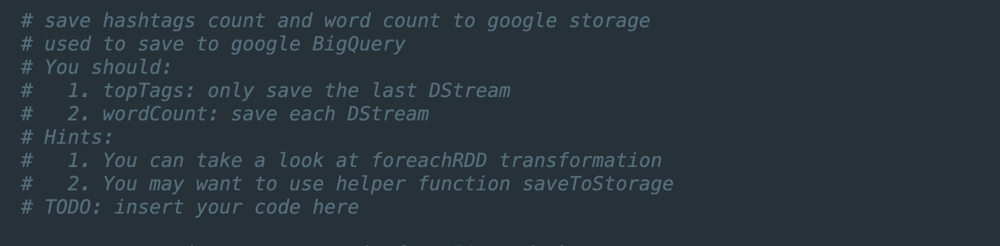 # save hashtags count and word count to google storage
# used to save to google BigQuery
# You should:
#   1. topTags: only save the last DStream
#   2. wordCount: save each DStream
# Hints:
#   1. You can take a look at foreachRDD transformation
#   2. You may want to use helper function saveToStorage
# TODO: insert your code here